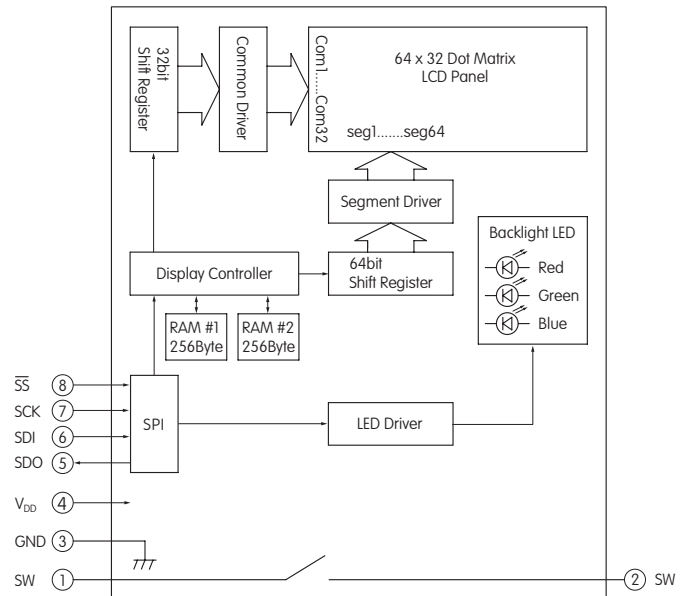 32bit
Shift Register
Common Driver
Com1......Com32
64 x 32 Dot Matrix
LCD Panel
seg1.......seg64
Segment Driver
Backlight LED
Red
Green
Blue
Display Controller
64bit
Shift Register
RAM #1
256Byte
RAM #2
256Byte
SS 8
SCK 7
SDI 6
SDO 5
SPI
LED Driver
VDD 4
GND 3
SW 1
2 SW